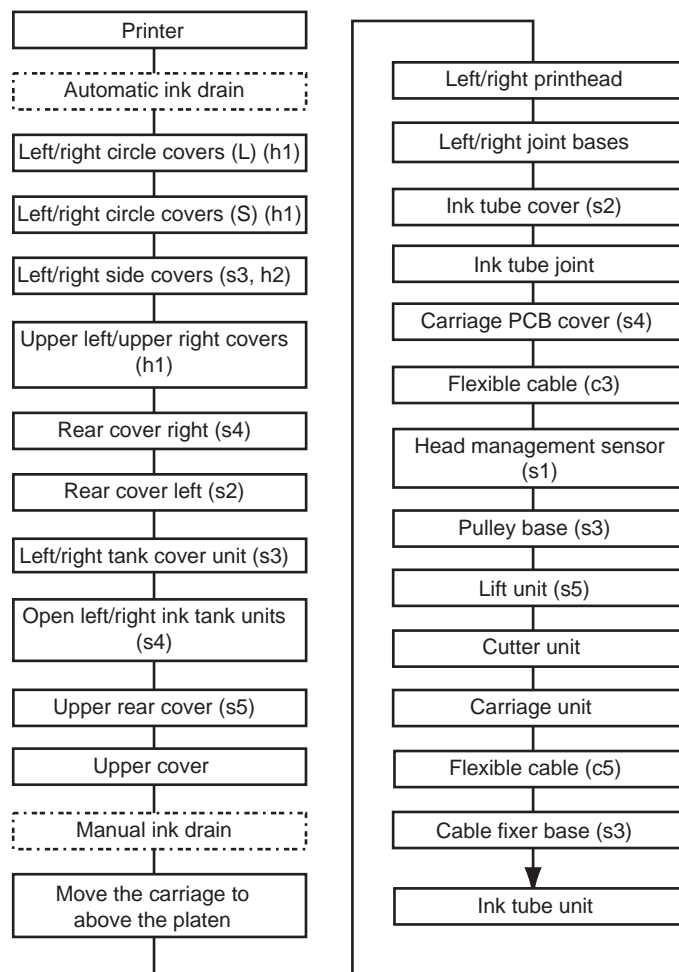 Printer
Automatic ink drain
Left/right circle covers (L) (h1)
Left/right circle covers (S) (h1)
Left/right side covers (s3, h2)
Upper left/upper right covers
(h1)
Rear cover right (s4)
Rear cover left (s2)
Left/right tank cover unit (s3)
Open left/right ink tank units
(s4)
Upper rear cover (s5)
Upper cover
Manual ink drain
Move the carriage to
above the platen
Left/right printhead
Left/right joint bases
Ink tube cover (s2)
Ink tube joint
Carriage PCB cover (s4)
Flexible cable (c3)
Head management sensor
(s1)
Pulley base (s3)
Lift unit (s5)
Cutter unit
Carriage unit
Flexible cable (c5)
Cable fixer base (s3)
Ink tube unit